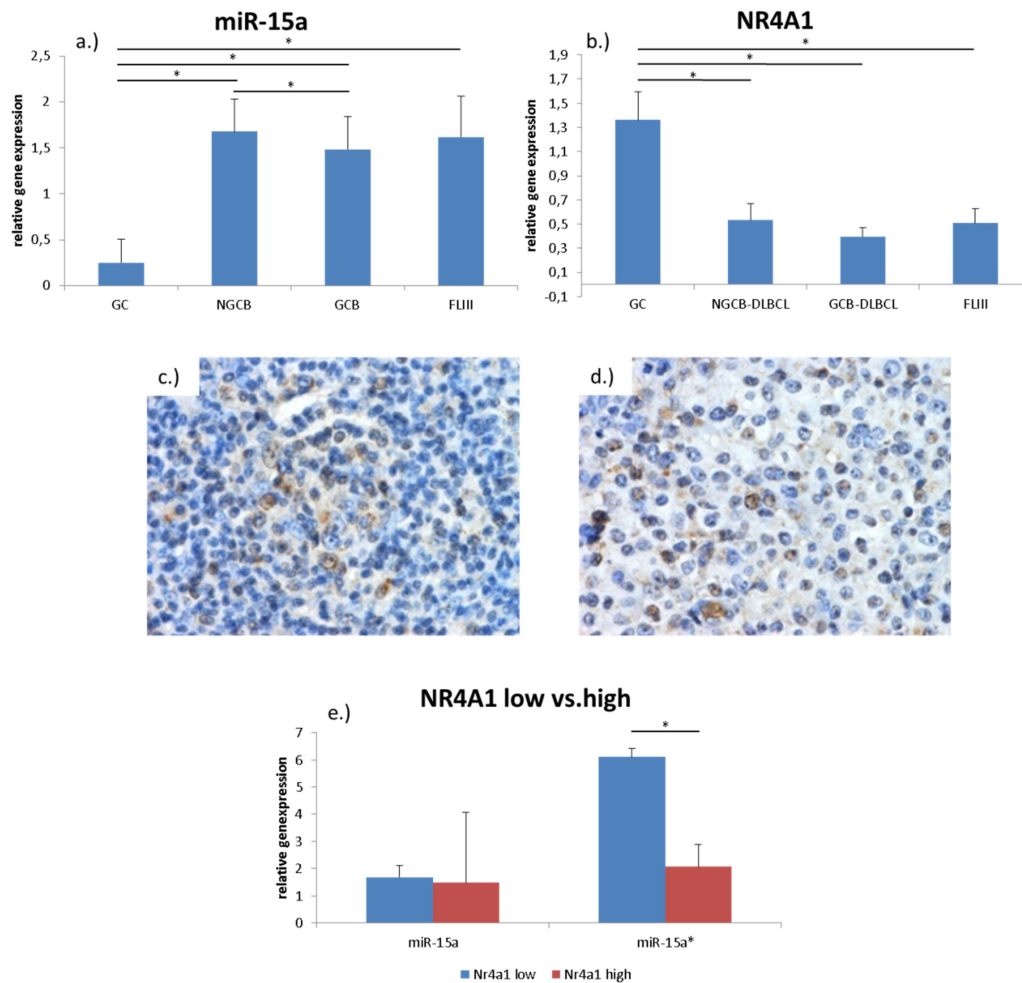 miR-15a
a.)
relative gene expression
2,5
2
1,5
1
0,5
0
*
*
*
*
GC
NGCB
GCB
FLIII
NR4A1
b.)
relative gene expression
1,9
1,7
1,5
1,3
1,1
0,9
0,7
0,5
0,3
0,1
-0,1
*
*
*
GC
NGCB-DLBCL
GCB-DLBCL
FLIII
c.)
d.)
NR4A1 low vs.high
e.)
relative genexpression
7
6
5
4
3
2
1
0
*
miR-15a
miR-15a*
Nr4a1 low
Nr4a1 high